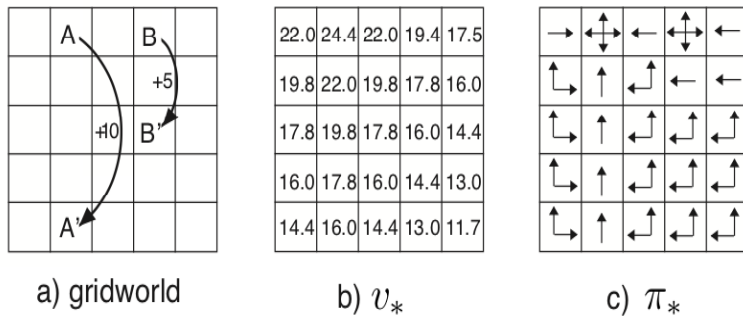 A B
+5
+10 B'
A'
22.0 24.4 22.0 19.4 17.5
19.8 22.0 19.8 17.8 16.0
17.8 19.8 17.8 16.0 14.4
16.0 17.8 16.0 14.4 13.0
14.4 16.0 14.4 13.0 11.7
a) gridworld
b) v*
c) π*